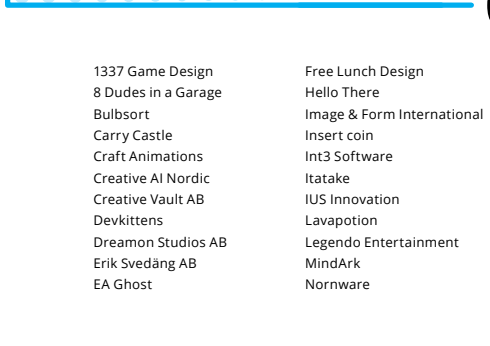 1337 Game Design
8 Dudes in a Garage
Bulbsort
Carry Castle
Craft Animations
Creative AI Nordic
Creative Vault AB
Devkittens
Dreamon Studios AB
Erik Svedäng AB
EA Ghost
Free Lunch Design
Hello There
Image & Form International
Insert coin
Int3 Software
Itatake
IUS Innovation
Lavapotion
Legendo Entertainment
MindArk
Nornware